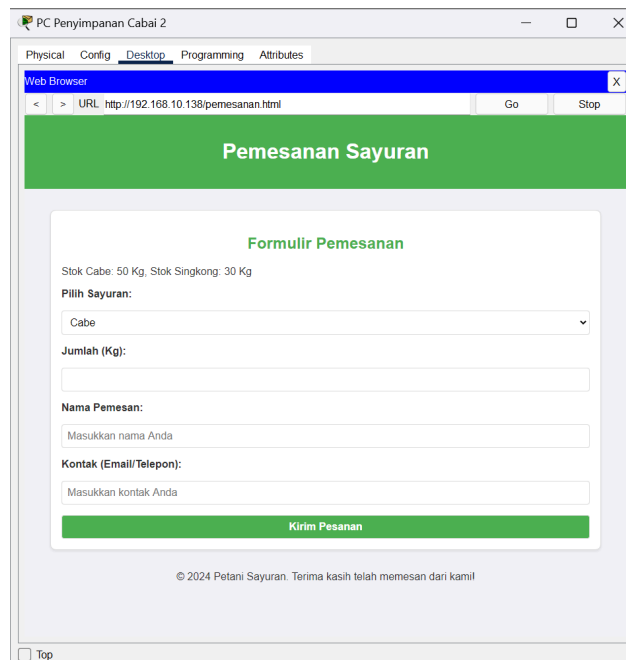 PC Penyimpanan Cabai 2
Physical Config Desktop Programming Attributes
Web Browser X
< > URL http://192.168.10.138/pemesanan.html Go Stop
Pemesanan Sayuran
Formulir Pemesanan
Stok Cabe: 50 Kg, Stok Singkong: 30 Kg
Pilih Sayuran:
Cabe
Jumlah (Kg):
Nama Pemesan:
Masukkan nama Anda
Kontak (Email/Telepon):
Masukkan kontak Anda
Kirim Pesanan
© 2024 Petani Sayuran. Terima kasih telah memesan dari kami!
Top